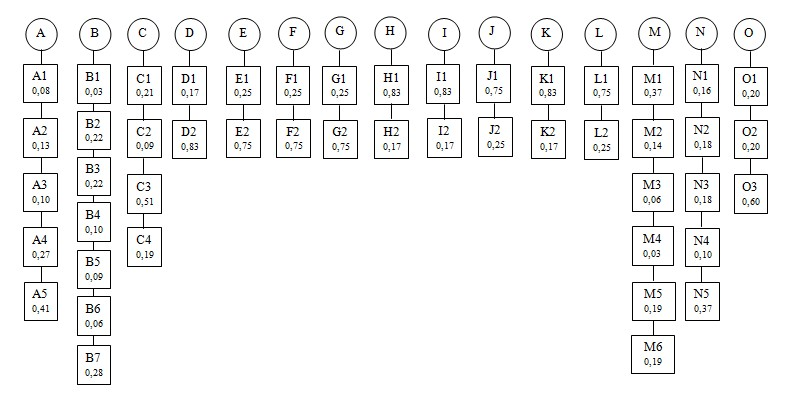 A B C D E F G H I J K L M N O
A1 B1 C1 D1 E1 F1 G1 H1 I1 J1 K1 L1 M1 N1 O1
0,08 0,03 0,21 0,17 0,25 0,25 0,25 0,83 0,83 0,75 0,83 0,75 0,37 0,16 0,20
A2 B2 C2 D2 E2 F2 G2 H2 I2 J2 K2 L2 M2 N2 O2
0,13 0,22 0,09 0,83 0,75 0,75 0,75 0,17 0,17 0,25 0,17 0,25 0,14 0,18 0,20
A3 B3 C3 M3 N3 O3
0,10 0,22 0,51 0,06 0,18 0,60
A4 B4 C4 M4 N4
0,27 0,10 0,19 0,03 0,10
A5 B5 M5 N5
0,41 0,09 0,19 0,37
B6 M6
0,06 0,19
B7
0,28